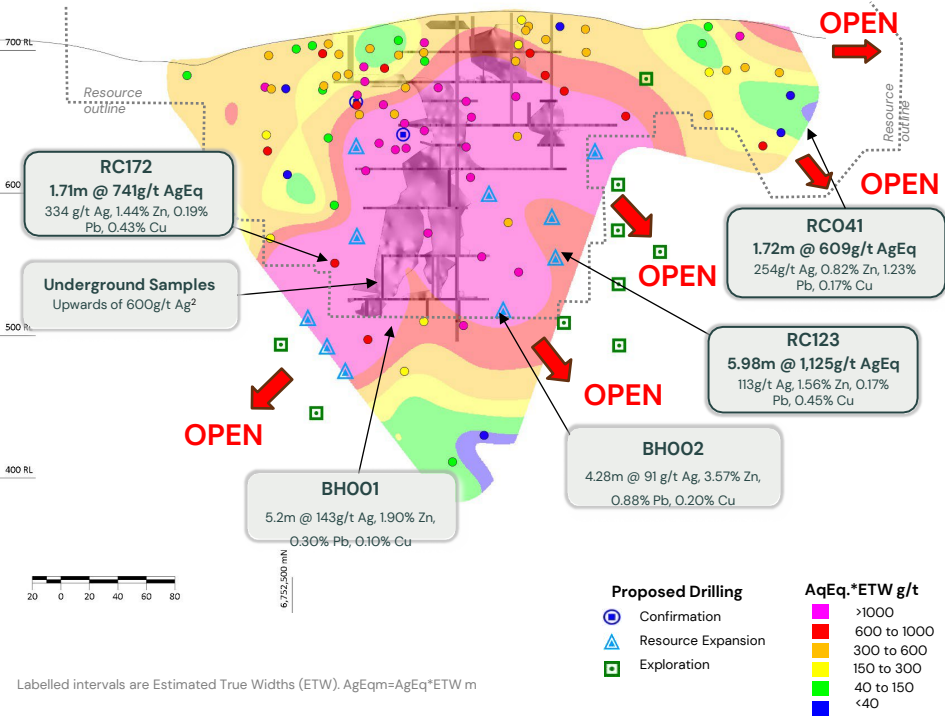 OPEN
700 RL
Resource
outline
Resource
outline
RC172
1.71m @ 741g/t AgEq
334 g/t Ag, 1.44% Zn, 0.19%
Pb, 0.43% Cu
600
OPEN
RC041
1.72m @ 609g/t AgEq
254g/t Ag, 0.82% Zn, 1.23%
Pb, 0.17% Cu
Underground Samples
Upwards of 600g/t Ag²
OPEN
500 RL
RC123
5.98m @ 1,125g/t AgEq
113g/t Ag, 1.56% Zn, 0.17%
Pb, 0.45% Cu
OPEN
OPEN
400 RL
BH002
4.28m @ 91 g/t Ag, 3.57% Zn,
0.88% Pb, 0.20% Cu
BH001
5.2m @ 143g/t Ag, 1.90% Zn,
0.30% Pb, 0.10% Cu
6,752,500 mN
20 0 20 40 60 80
Proposed Drilling
Confirmation
Resource Expansion
Exploration
AqEq.*ETW g/t
>1000
600 to 1000
300 to 600
150 to 300
40 to 150
<40
Labelled intervals are Estimated True Widths (ETW). AgEqm=AgEq*ETW m